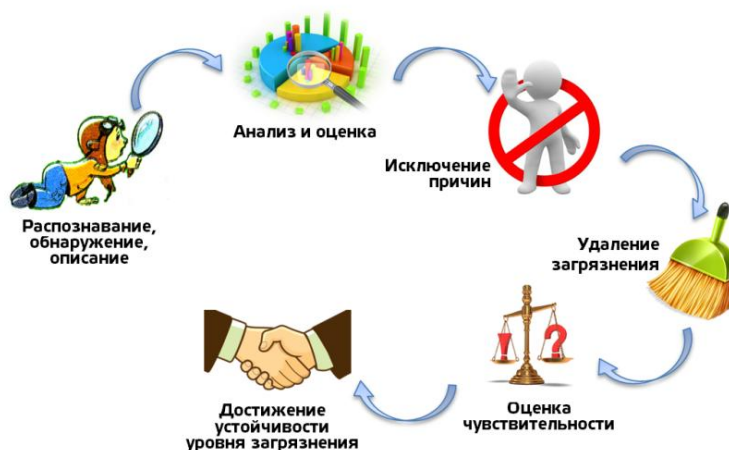 Распознавание,
обнаружение,
описание
Анализ и оценка
Исключение
причин
Удаление
загрязнения
Оценка
чувствительности
Достижение
устойчивости
уровня загрязнения